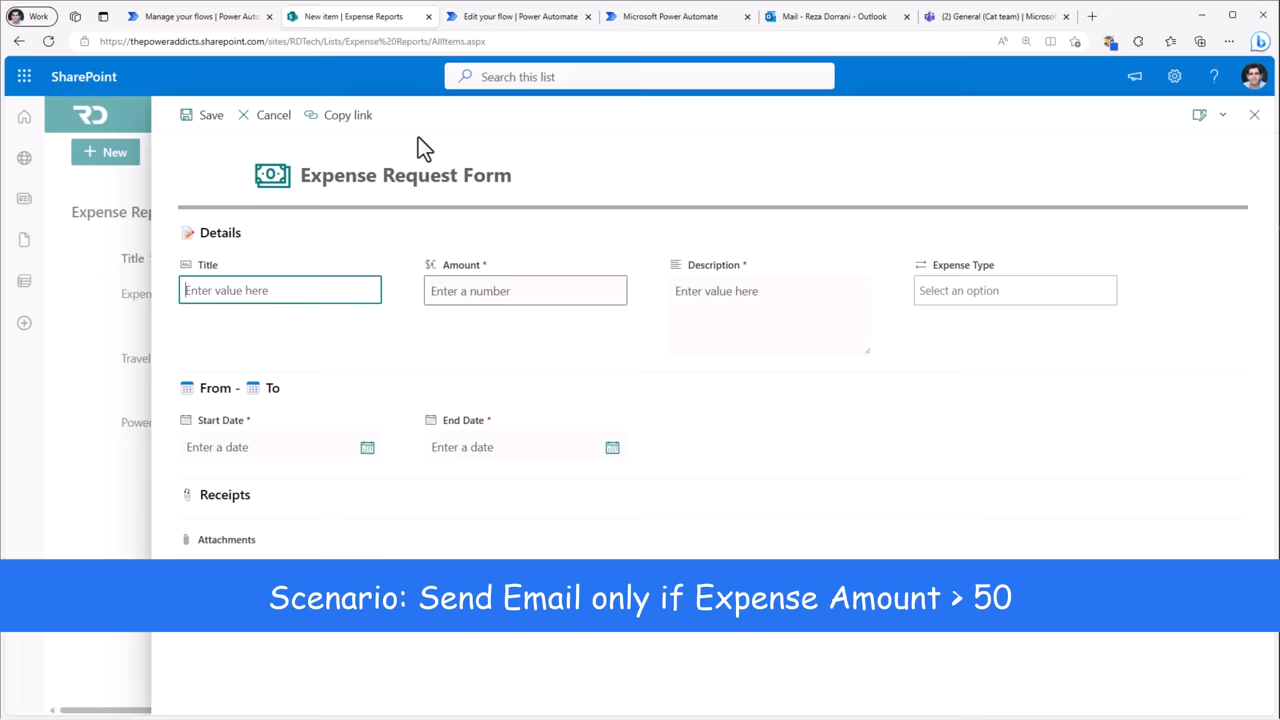 Work
Manage your flows | Power Auto
New item | Expense Reports
Edit your flow | Power Automate
Microsoft Power Automate
Mail - Reza Dorrani - Outlook
(2) General (Cat team) | Microso
https://thepoweraddicts.sharepoint.com/sites/RDTech/Lists/Expense%20Reports/AllItems.aspx
SharePoint
Search this list
RD
Save
Cancel
Copy link
New
Expense Request Form
Expense Rep
Details
Title
Title
Amount *
Description *
Expense Type
Expen
Enter value here
Enter a number
Enter value here
Select an option
Travel
From - To
Power
Start Date *
End Date *
Enter a date
Enter a date
Receipts
Attachments
Scenario: Send Email only if Expense Amount > 50